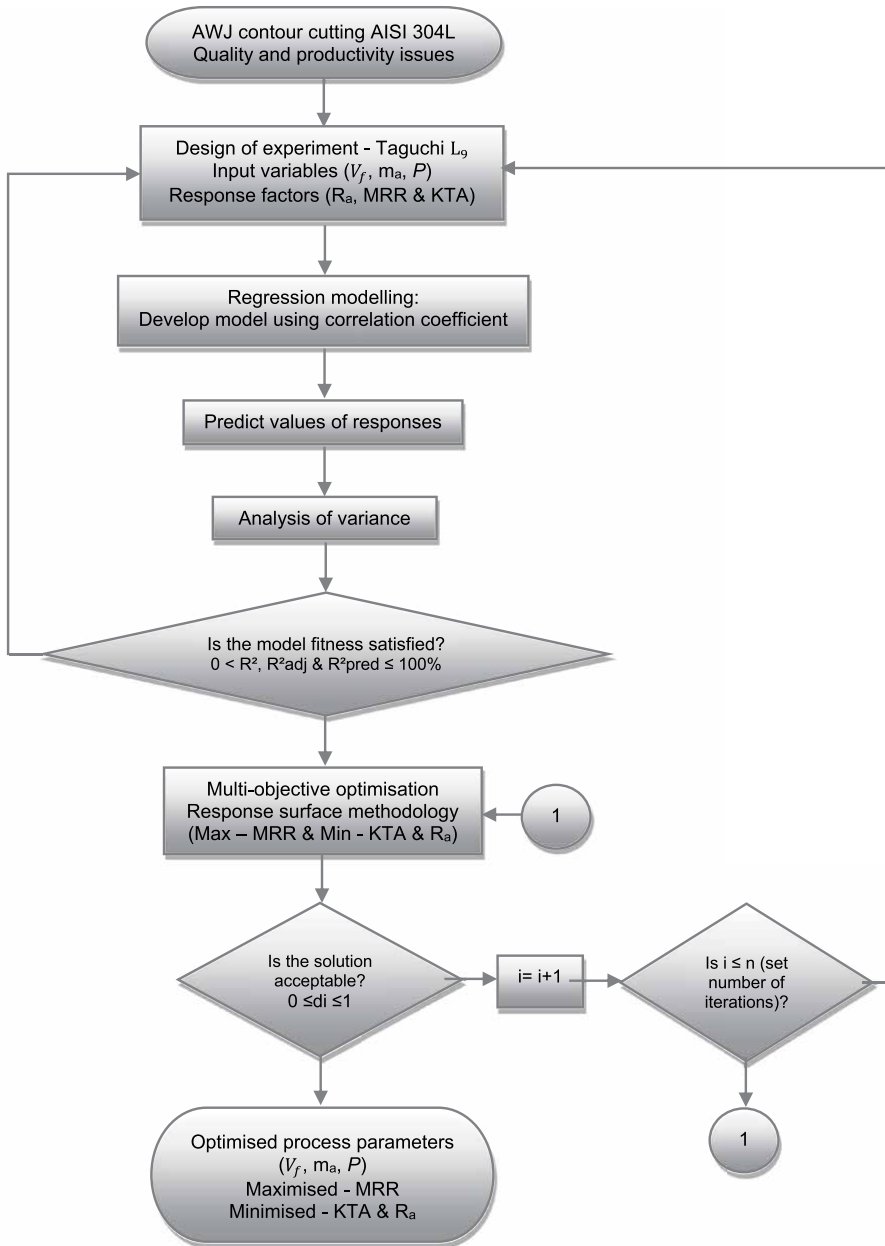 AWJ contour cutting AISI 304L
Quality and productivity issues
Design of experiment - Taguchi L₉
Input variables (V_f, mₐ, P)
Response factors (Rₐ, MRR & KTA)
Regression modelling:
Develop model using correlation coefficient
Predict values of responses
Analysis of variance
Is the model fitness satisfied?
0 < R², R²adj & R²pred ≤ 100%
Multi-objective optimisation
Response surface methodology
(Max – MRR & Min - KTA & Rₐ)
1
Is the solution
acceptable?
0 ≤di ≤1
i= i+1
Is i ≤ n (set
number of
iterations)?
1
Optimised process parameters
(V_f, mₐ, P)
Maximised - MRR
Minimised - KTA & Rₐ